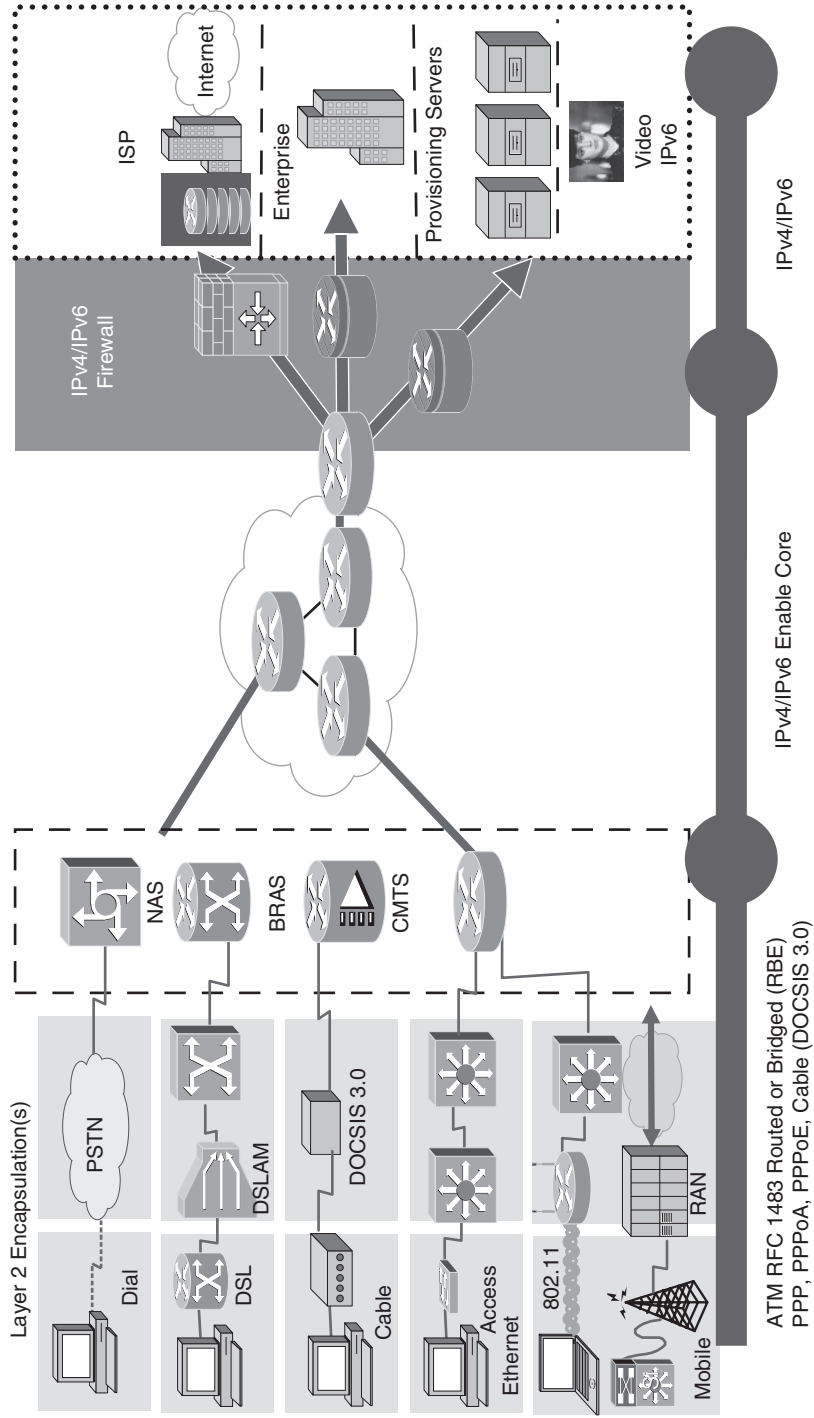 Layer 2 Encapsulation(s)
Dial
PSTN
NAS
DSL
DSLAM
BRAS
Cable
DOCSIS 3.0
CMTS
Access
Ethernet
802.11
Mobile
RAN
IPv4/IPv6
Firewall
ISP
Internet
Enterprise
Provisioning Servers
Video
IPv6
ATM RFC 1483 Routed or Bridged (RBE)
PPP, PPPoA, PPPoE, Cable (DOCSIS 3.0)
IPv4/IPv6 Enable Core
IPv4/IPv6